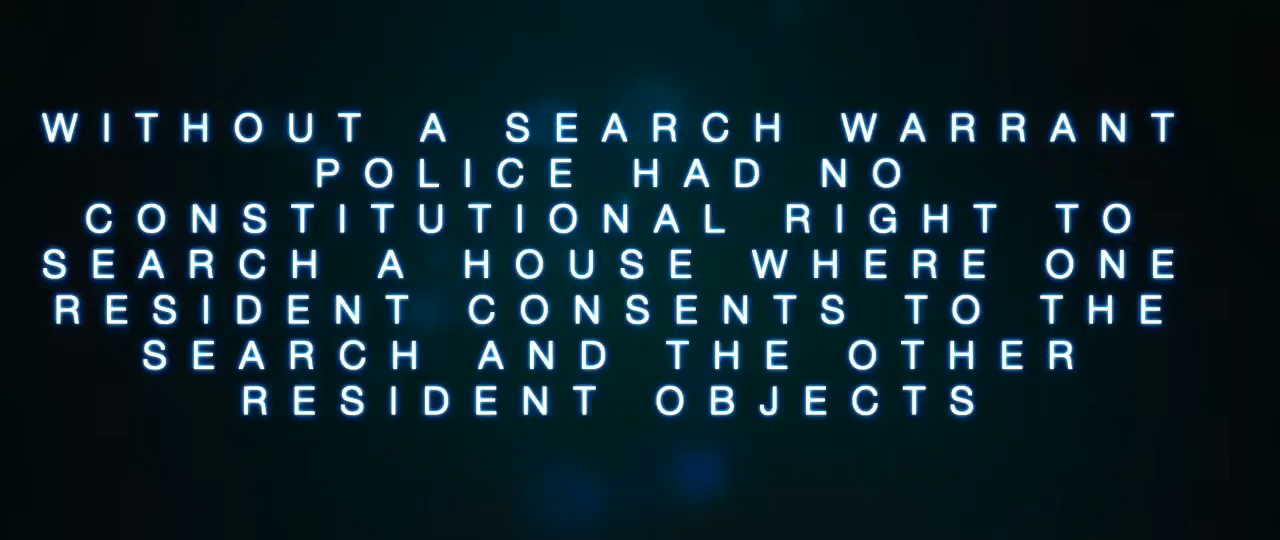 WITHOUT A SEARCH WARRANT
POLICE HAD NO
CONSTITUTIONAL RIGHT TO
SEARCH A HOUSE WHERE ONE
RESIDENT CONSENTS TO THE
SEARCH AND THE OTHER
RESIDENT OBJECTS